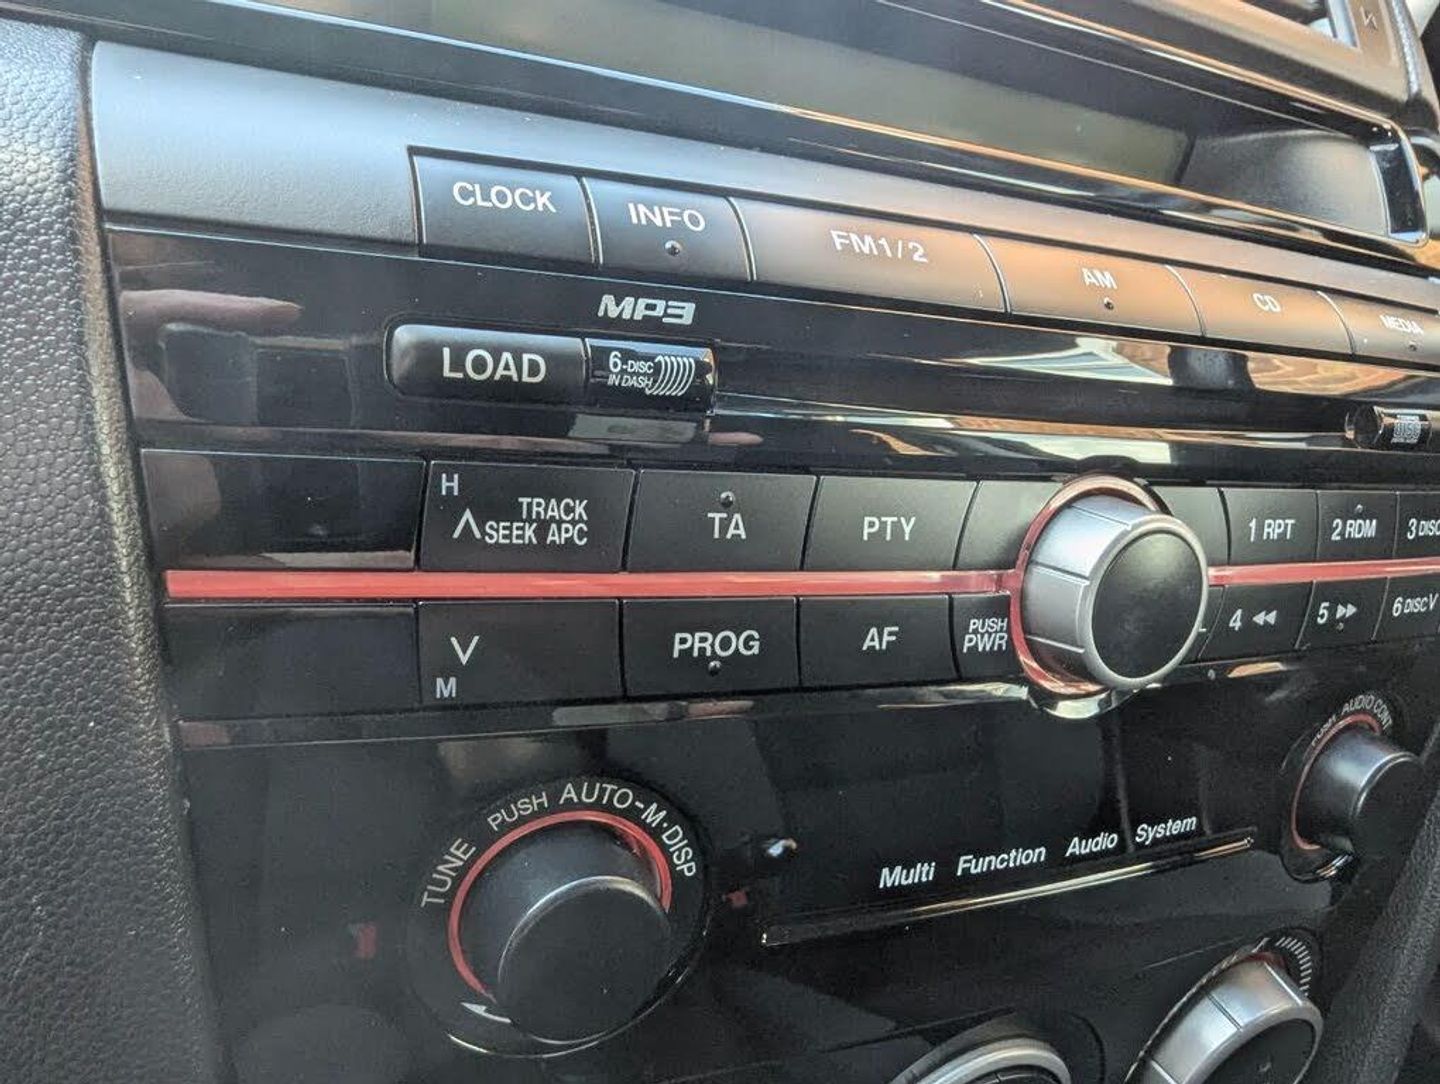 CLOCK
INFO
FM1/2
AM
CD
MEDIA
MP3
LOAD
6-DISC
IN DASH
H
TRACK
SEEK APC
TA
PTY
1 RPT
2 RDM
3 DISC
M
PROG
AF
PUSH
PWR
4
5
6 DISC
TUNE
PUSH AUTO-M·DISP
PUSH AUDIO CONT
Multi Function Audio System